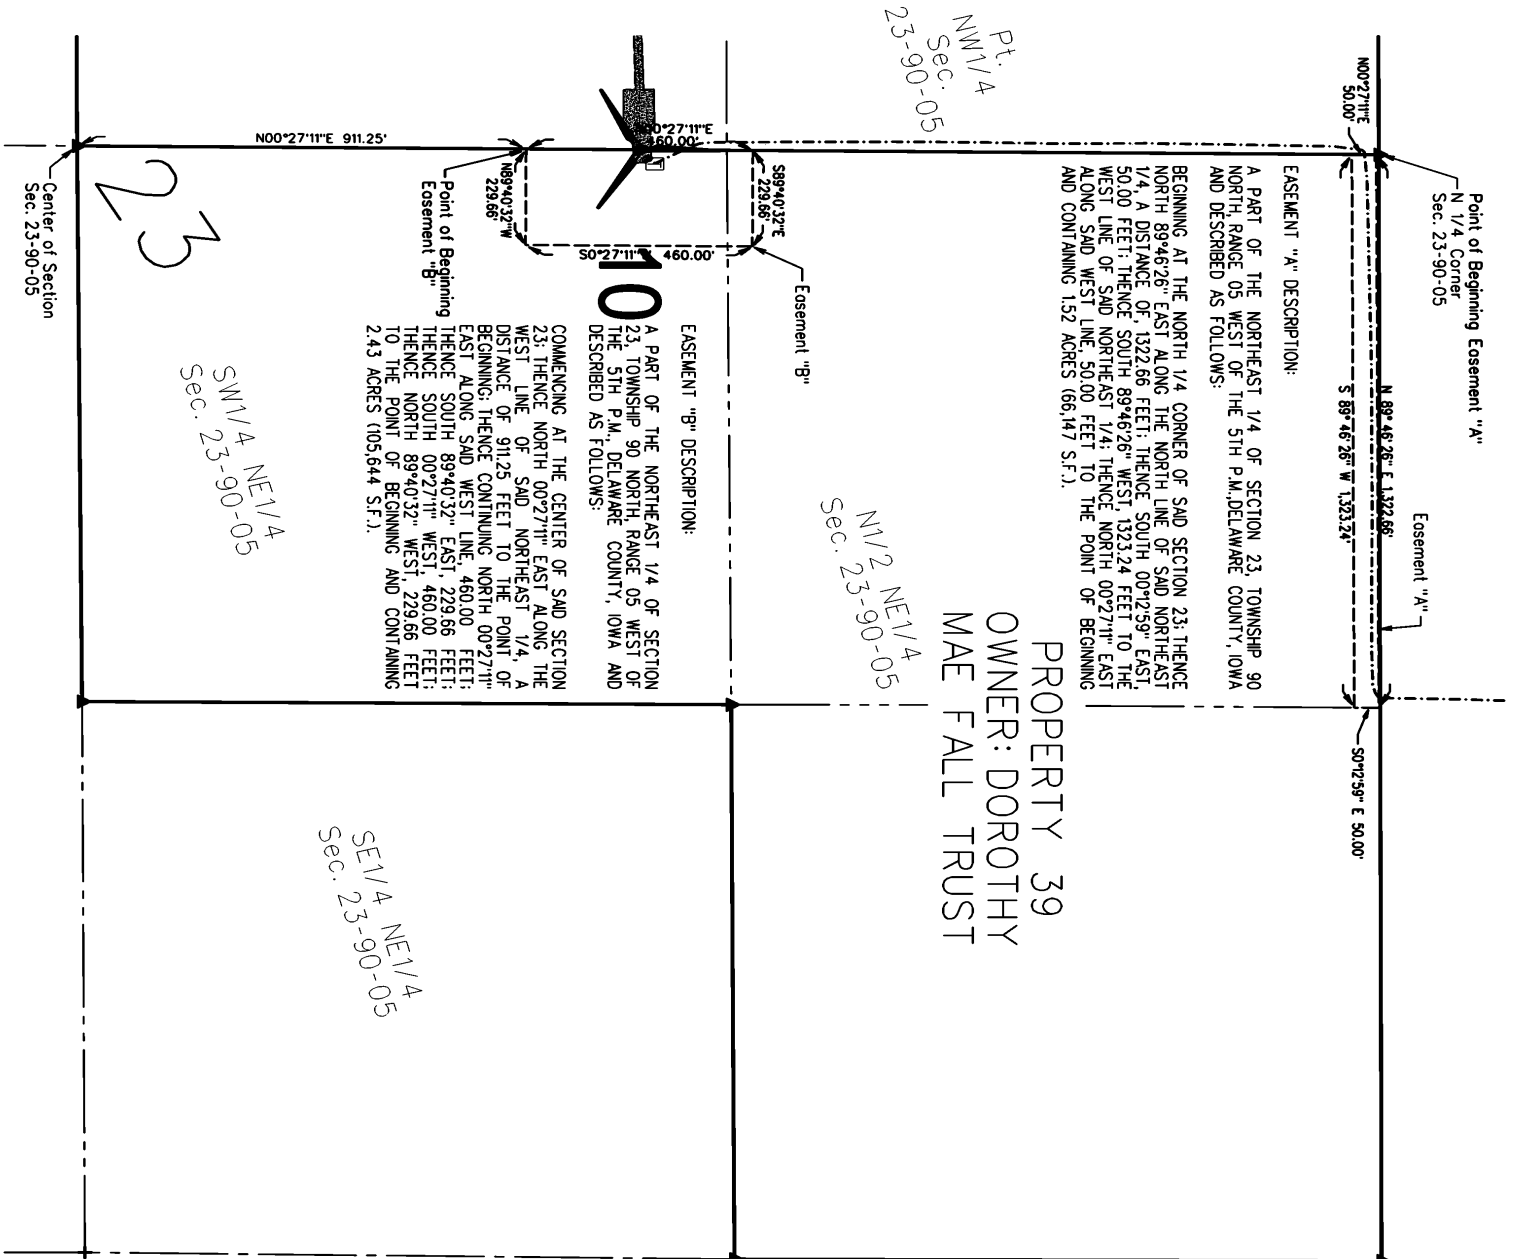 Point of Beginning Easement "A"
N 1/4 Corner
Sec. 23-90-05
N00°27'11"E
50.00'
N 89° 46'26" E 1,322.66'
S 89° 46'26" W 1,323.24'
Easement "A"
S0°12'59" E 50.00'
EASEMENT "A" DESCRIPTION:
A PART OF THE NORTHEAST 1/4 OF SECTION 23, TOWNSHIP 90
NORTH, RANGE 05 WEST OF THE 5TH P.M.,DELAWARE COUNTY, IOWA
AND DESCRIBED AS FOLLOWS:
BEGINNING AT THE NORTH 1/4 CORNER OF SAID SECTION 23; THENCE
NORTH 89°46'26" EAST ALONG THE NORTH LINE OF SAID NORTHEAST
1/4, A DISTANCE OF, 1322.66 FEET; THENCE SOUTH 00°12'59" EAST,
50.00 FEET; THENCE SOUTH 89°46'26" WEST, 1323.24 FEET TO THE
WEST LINE OF SAID NORTHEAST 1/4; THENCE NORTH 00°27'11" EAST
ALONG SAID WEST LINE, 50.00 FEET TO THE POINT OF BEGINNING
AND CONTAINING 1.52 ACRES (66,147 S.F.).
Pt.
NW1/4
Sec.
23-90-05
PROPERTY 39
OWNER: DOROTHY
MAE FALL TRUST
N1/2 NE1/4
Sec. 23-90-05
Easement "B"
S89°40'32"E
229.66'
N00°27'11"E
460.00'
S0°27'11"W 460.00'
10
N89°40'32"W
229.66'
Point of Beginning
Easement "B"
EASEMENT "B" DESCRIPTION:
A PART OF THE NORTHEAST 1/4 OF SECTION
23, TOWNSHIP 90 NORTH, RANGE 05 WEST OF
THE 5TH P.M., DELAWARE COUNTY, IOWA AND
DESCRIBED AS FOLLOWS:
COMMENCING AT THE CENTER OF SAID SECTION
23; THENCE NORTH 00°27'11" EAST ALONG THE
WEST LINE OF SAID NORTHEAST 1/4, A
DISTANCE OF 911.25 FEET TO THE POINT OF
BEGINNING; THENCE CONTINUING NORTH 00°27'11"
EAST ALONG SAID WEST LINE, 460.00 FEET;
THENCE SOUTH 89°40'32" EAST, 229.66 FEET;
THENCE SOUTH 00°27'11" WEST, 460.00 FEET;
THENCE NORTH 89°40'32" WEST, 229.66 FEET
TO THE POINT OF BEGINNING AND CONTAINING
2.43 ACRES (105,644 S.F.).
N00°27'11"E 911.25'
SW1/4 NE1/4
Sec. 23-90-05
SE1/4 NE1/4
Sec. 23-90-05
23
Center of Section
Sec. 23-90-05